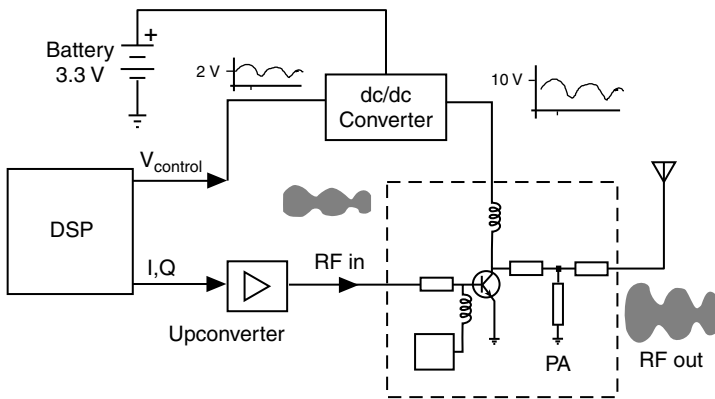 +
Battery
3.3 V
2 V
10 V
dc/dc
Converter
V_control
DSP
I,Q
RF in
Upconverter
PA
RF out